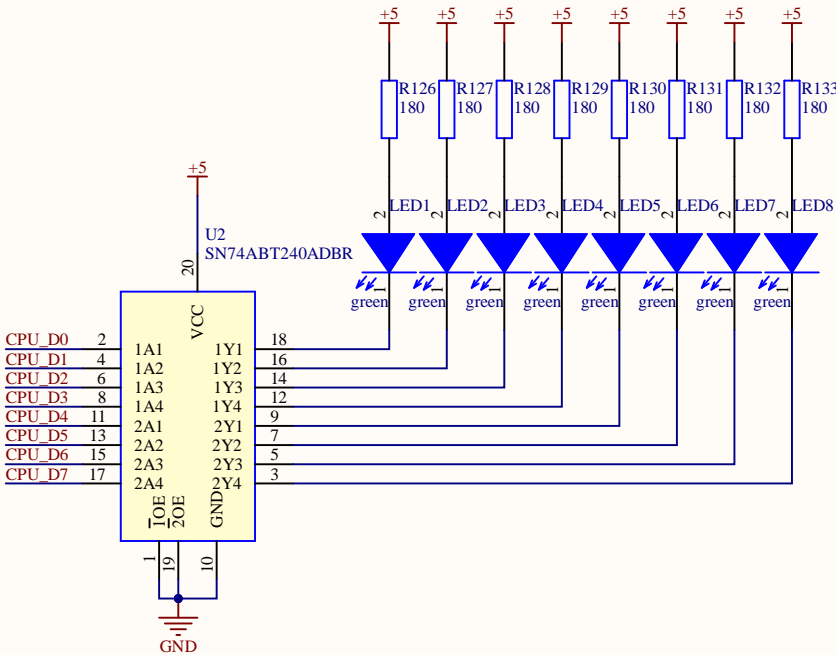 +5 +5 +5 +5 +5 +5 +5 +5
R126 R127 R128 R129 R130 R131 R132 R133
180 180 180 180 180 180 180 180
+5
2 LED1 2 LED2 2 LED3 2 LED4 2 LED5 2 LED6 2 LED7 2 LED8
U2
SN74ABT240ADBR
20
VCC
1 1 1 1 1 1 1 1
green green green green green green green green
CPU_D0 2 1A1 1Y1 18
CPU_D1 4 1A2 1Y2 16
CPU_D2 6 1A3 1Y3 14
CPU_D3 8 1A4 1Y4 12
CPU_D4 11 2A1 2Y1 9
CPU_D5 13 2A2 2Y2 7
CPU_D6 15 2A3 2Y3 5
CPU_D7 17 2A4 2Y4 3
1OE 2OE GND
1 19 10
GND